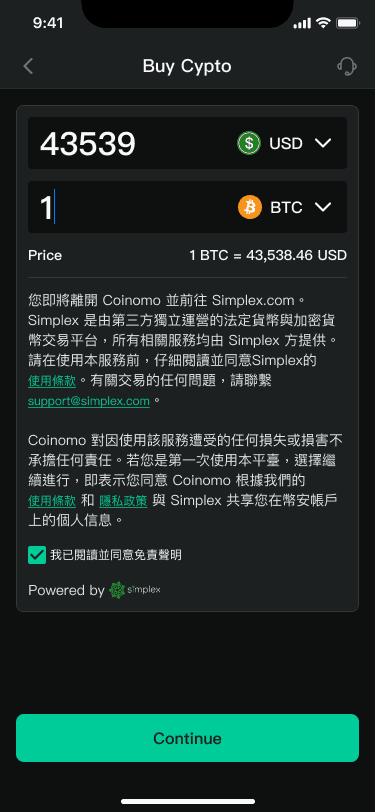 9:41
Buy Cypto
43539
$ USD
1
BTC
Price 1 BTC = 43,538.46 USD
您即將離開 Coinomo 並前往 Simplex.com。
Simplex 是由第三方獨立運營的法定貨幣與加密貨
幣交易平台，所有相關服務均由 Simplex 方提供。
請在使用本服務前，仔細閱讀並同意Simplex的
使用條款。有關交易的任何問題，請聯繫
support@simplex.com。
Coinomo 對因使用該服務遭受的任何損失或損害不
承擔任何責任。若您是第一次使用本平臺，選擇繼
續進行，即表示您同意 Coinomo 根據我們的
使用條款 和 隱私政策 與 Simplex 共享您在幣安帳戶
上的個人信息。
我已閱讀並同意免責聲明
Powered by simplex
Continue